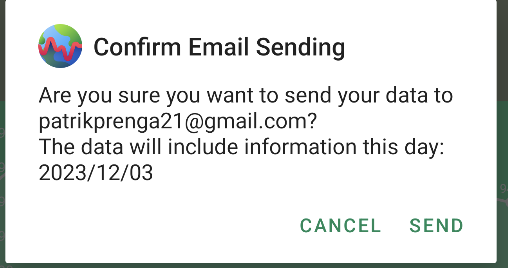 Confirm Email Sending
Are you sure you want to send your data to
patrikprenga21@gmail.com?
The data will include information this day:
2023/12/03
CANCEL SEND